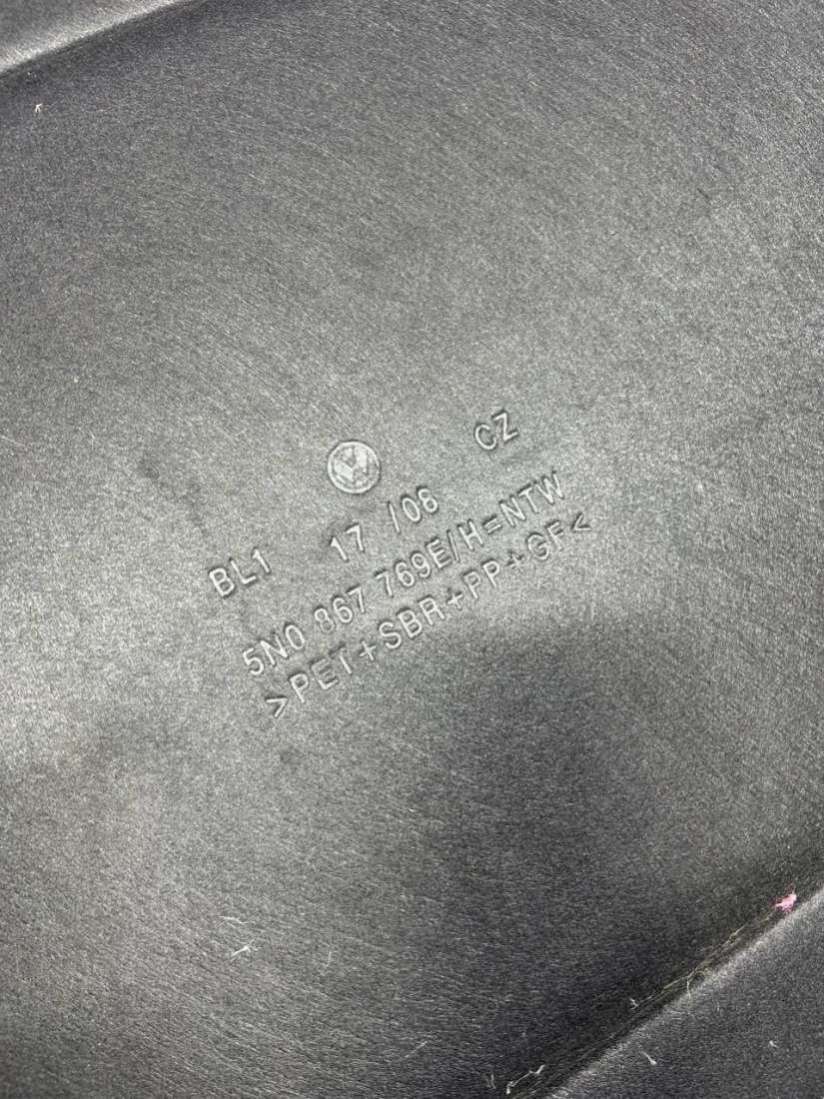 CZ
BL1 17 /08
5N0 867 769E/H=NTW
>PET+SBR+PP+GF<